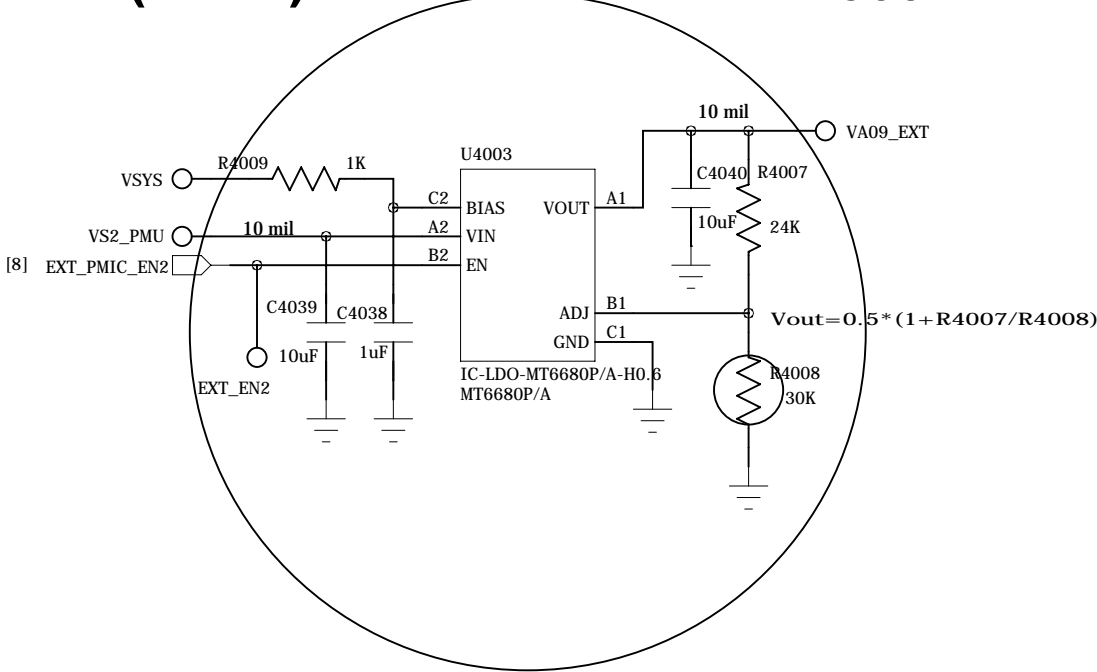 10 mil
VA09_EXT
U4003
R4009 1K
VSYS
C4040 R4007
C2 BIAS VOUT A1
10uF 24K
VS2_PMU 10 mil A2 VIN
[8] EXT_PMIC_EN2 B2 EN
C4039 C4038
ADJ B1 Vout=0.5*(1+R4007/R4008)
GND C1
10uF 1uF
EXT_EN2
IC-LDO-MT6680P/A-H0.6
MT6680P/A
R4008
30K